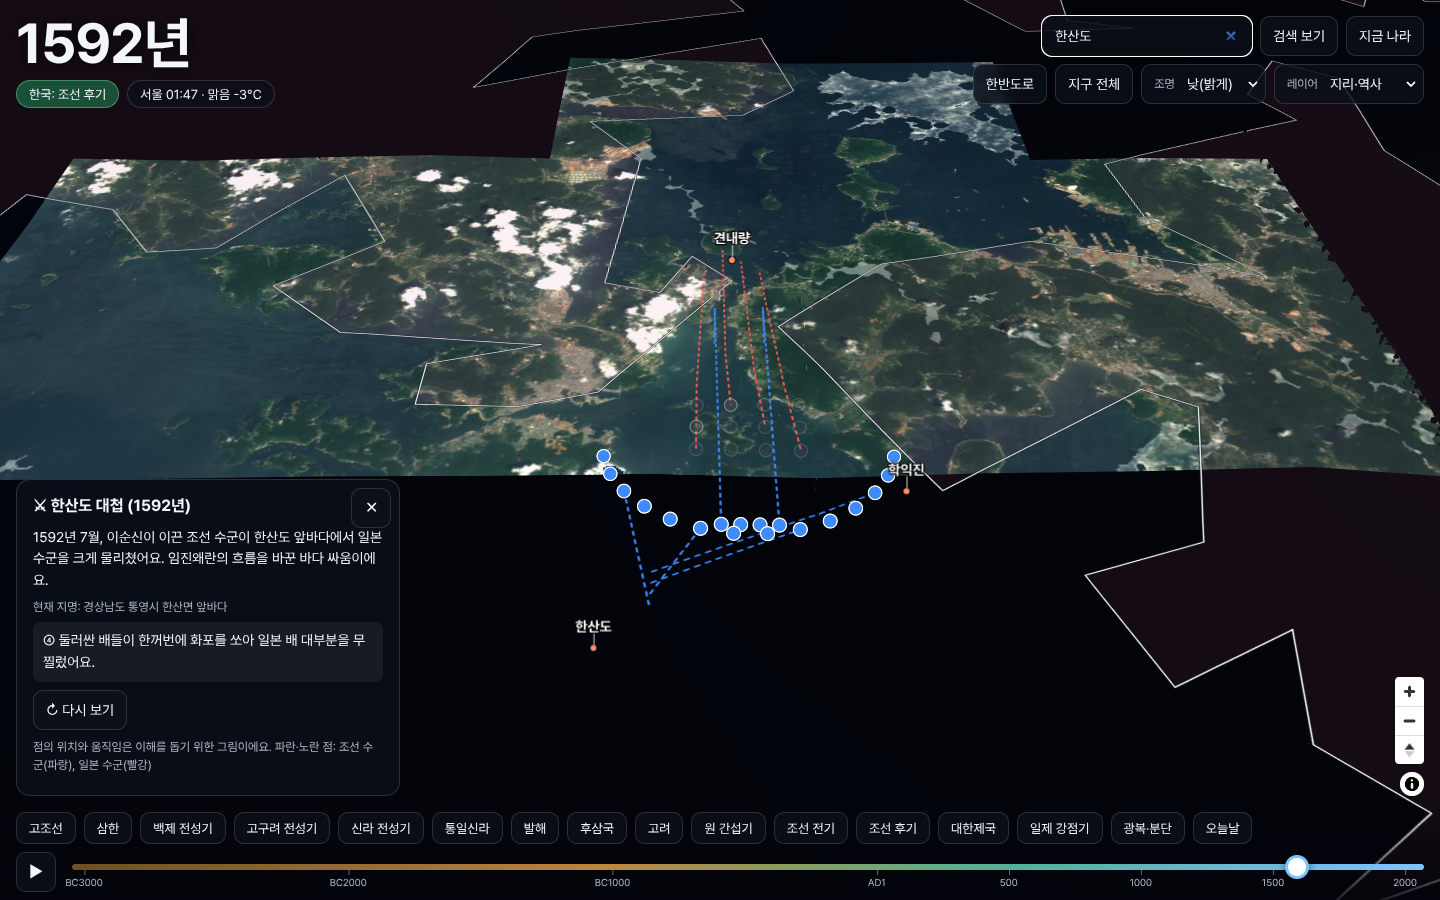 1592년
한국: 조선 후기
서울 01:47 · 맑음 -3°C
한산도 ✕
검색 보기
지금 나라
한반도로
지구 전체
조명 낮(밝게)
레이어 지리·역사
견내량
학익진
한산도
⚔ 한산도 대첩 (1592년)
✕
1592년 7월, 이순신이 이끈 조선 수군이 한산도 앞바다에서 일본
수군을 크게 물리쳤어요. 임진왜란의 흐름을 바꾼 바다 싸움이에
요.
현재 지명: 경상남도 통영시 한산면 앞바다
④ 둘러싼 배들이 한꺼번에 화포를 쏘아 일본 배 대부분을 무
찔렀어요.
↻ 다시 보기
점의 위치와 움직임은 이해를 돕기 위한 그림이에요. 파란·노란 점: 조선 수
군(파랑), 일본 수군(빨강)
고조선
삼한
백제 전성기
고구려 전성기
신라 전성기
통일신라
발해
후삼국
고려
원 간섭기
조선 전기
조선 후기
대한제국
일제 강점기
광복·분단
오늘날
BC3000
BC2000
BC1000
AD1
500
1000
1500
2000